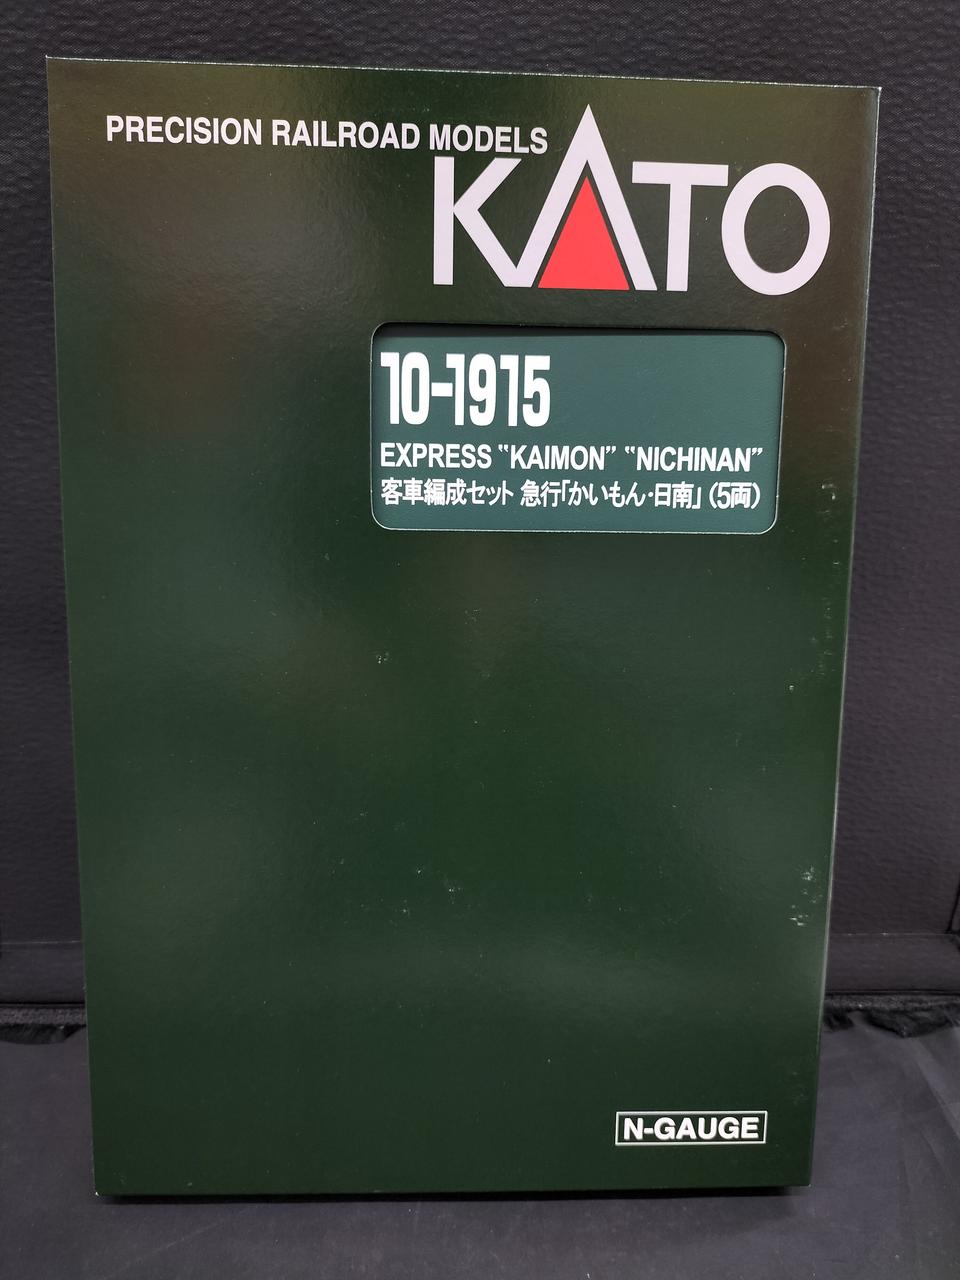 PRECISION RAILROAD MODELS
KATO
10-1915
EXPRESS "KAIMON" "NICHINAN"
客車編成セット 急行「かいもん・日南」(5両)
N-GAUGE